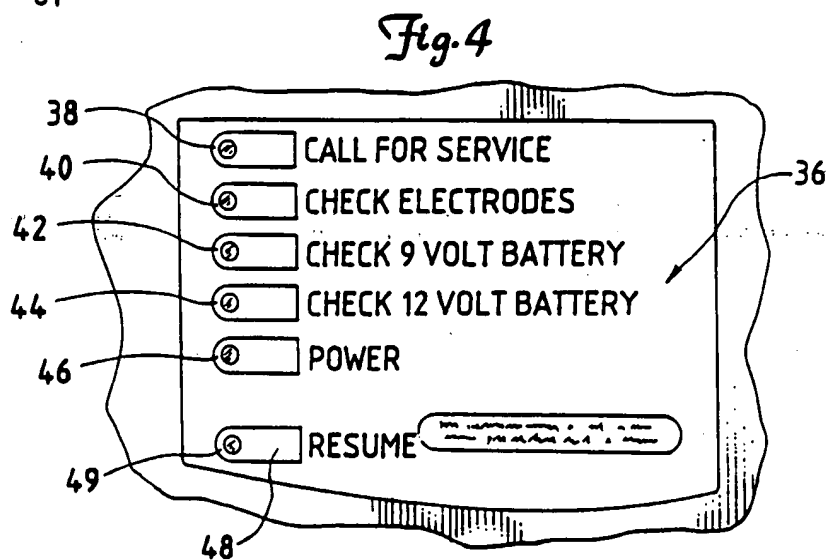 Fig.4
38
CALL FOR SERVICE
40
CHECK ELECTRODES
36
42
CHECK 9 VOLT BATTERY
44
CHECK 12 VOLT BATTERY
46
POWER
RESUME
49
48